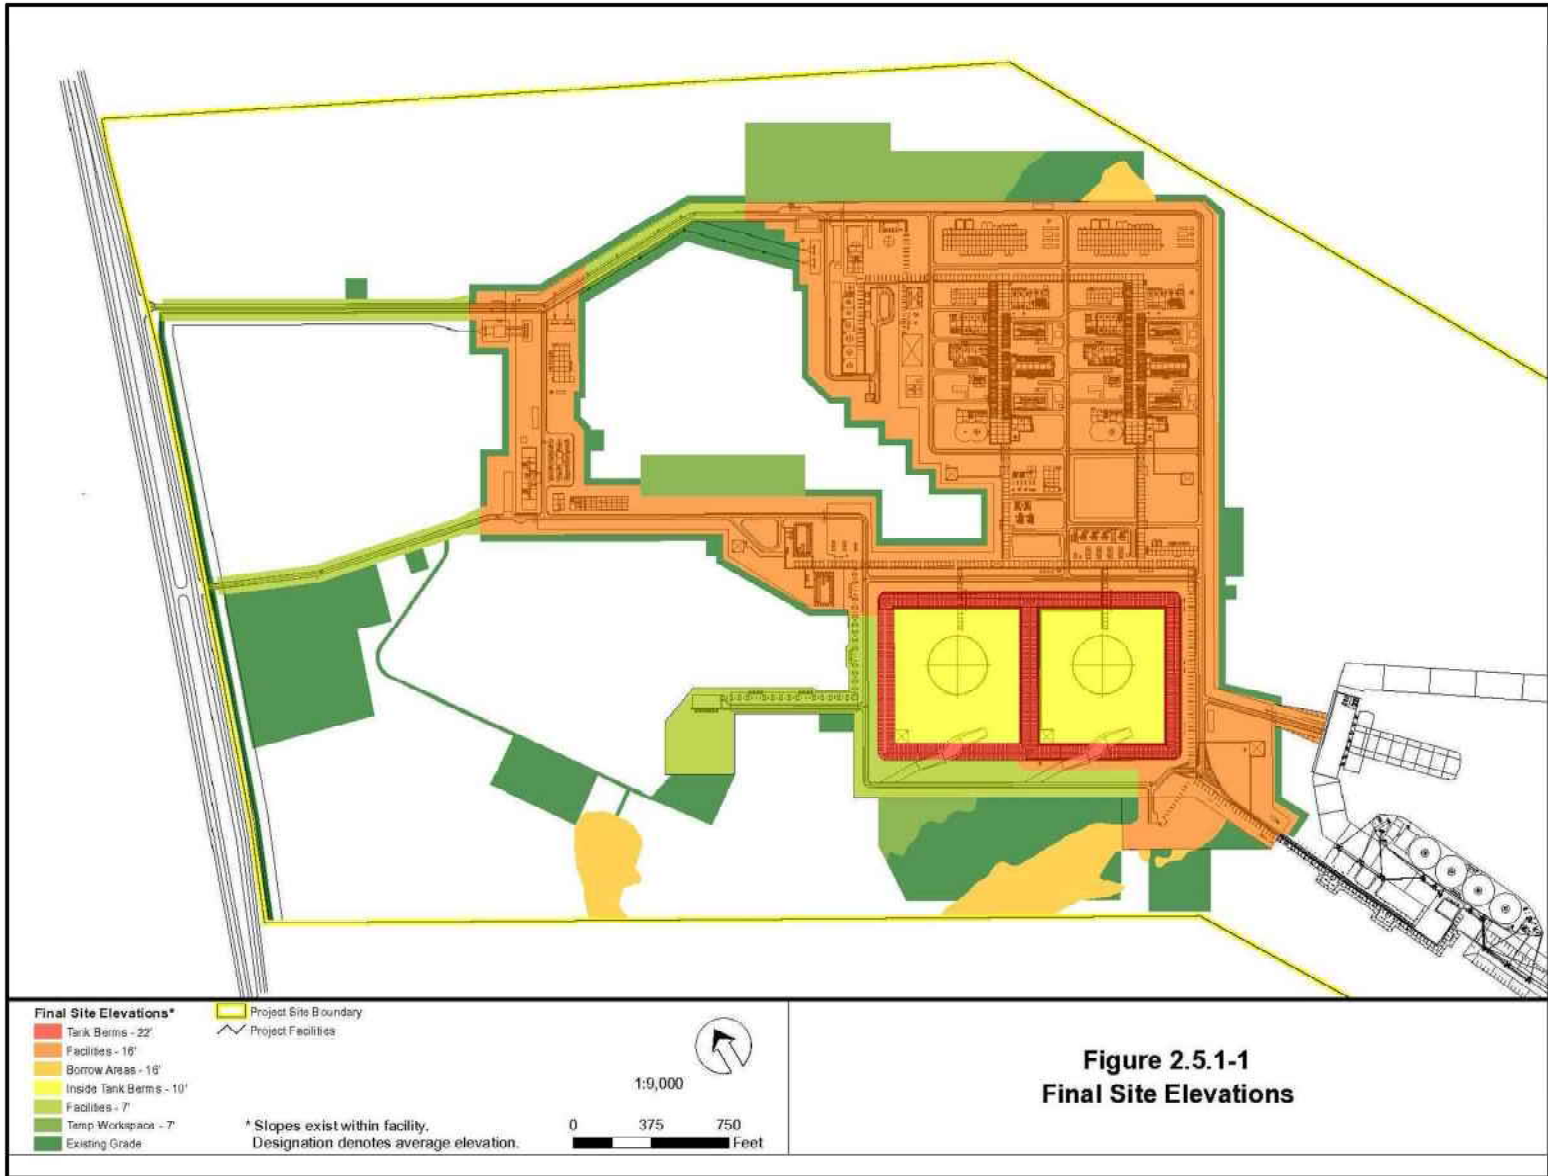 Final Site Elevations*
Tank Berms - 22'
Facilities - 16'
Borrow Areas - 16'
Inside Tank Berms - 10'
Facilities - 7'
Temp Workspace - 7'
Existing Grade
Project Site Boundary
Project Facilities
* Slopes exist within facility.
Designation denotes average elevation.
1:9,000
0 375 750
Feet
Figure 2.5.1-1
Final Site Elevations